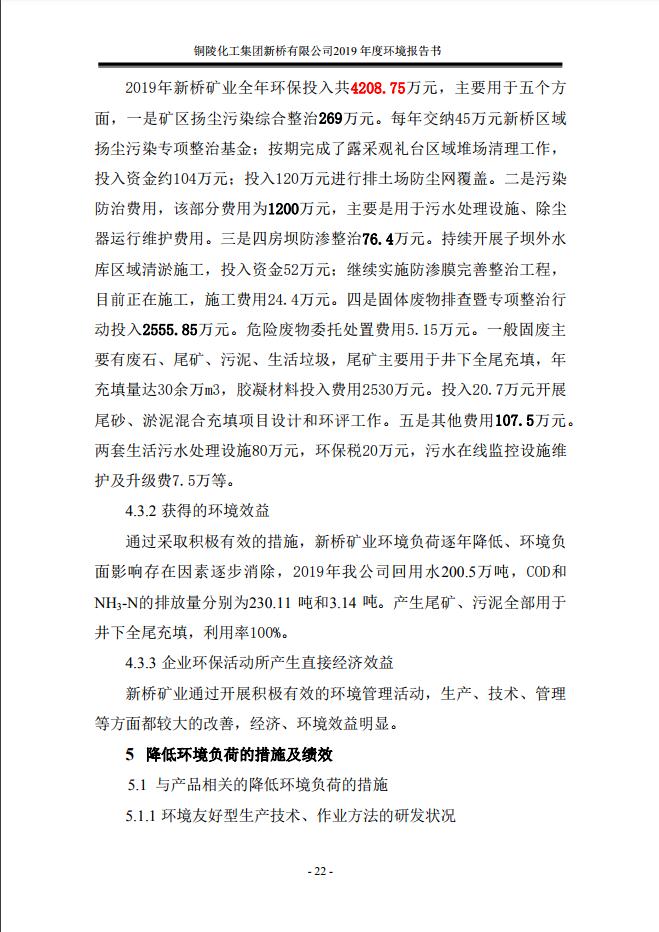 铜陵化工集团新桥有限公司2019 年度环境报告书
2019年新桥矿业全年环保投入共4208.75万元，主要用于五个方
面，一是矿区扬尘污染综合整治269万元。每年交纳45万元新桥区域
扬尘污染专项整治基金；按期完成了露采观礼台区域堆场清理工作，
投入资金约104万元；投入120万元进行排土场防尘网覆盖。二是污染
防治费用，该部分费用为1200万元，主要是用于污水处理设施、除尘
器运行维护费用。三是四房坝防渗整治76.4万元。持续开展子坝外水
库区域清淤施工，投入资金52万元；继续实施防渗膜完善整治工程，
目前正在施工，施工费用24.4万元。四是固体废物排查暨专项整治行
动投入2555.85万元。危险废物委托处置费用5.15万元。一般固废主
要有废石、尾矿、污泥、生活垃圾，尾矿主要用于井下全尾充填，年
充填量达30余万m3，胶凝材料投入费用2530万元。投入20.7万元开展
尾砂、淤泥混合充填项目设计和环评工作。五是其他费用107.5万元。
两套生活污水处理设施80万元，环保税20万元，污水在线监控设施维
护及升级费7.5万等。
4.3.2 获得的环境效益
通过采取积极有效的措施，新桥矿业环境负荷逐年降低、环境负
面影响存在因素逐步消除，2019年我公司回用水200.5万吨，COD和
NH3-N的排放量分别为230.11 吨和3.14 吨。产生尾矿、污泥全部用于
井下全尾充填，利用率100%。
4.3.3 企业环保活动所产生直接经济效益
新桥矿业通过开展积极有效的环境管理活动，生产、技术、管理
等方面都较大的改善，经济、环境效益明显。
5 降低环境负荷的措施及绩效
5.1 与产品相关的降低环境负荷的措施
5.1.1 环境友好型生产技术、作业方法的研发状况
- 22 -